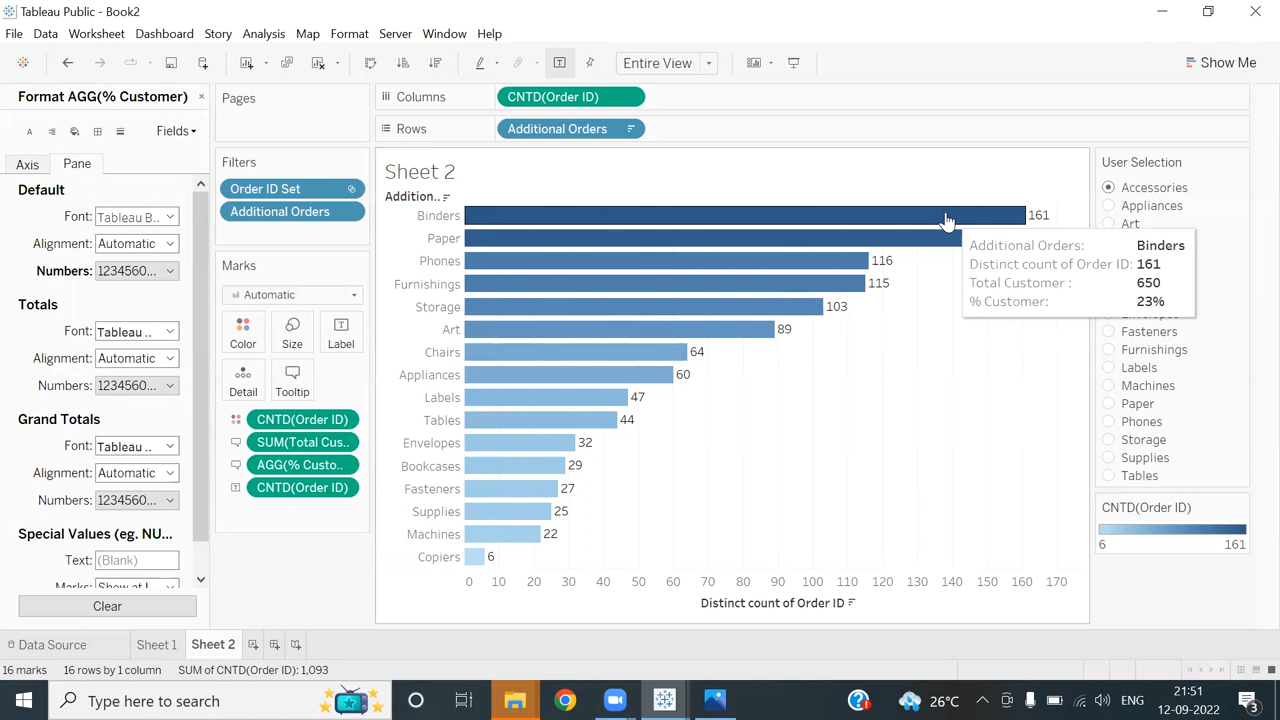 Tableau Public - Book2
File Data Worksheet Dashboard Story Analysis Map Format Server Window Help
Entire View
Show Me
Format AGG(% Customer)
Fields
Axis
Pane
Default
Font: Tableau B..
Alignment: Automatic
Numbers: 1234560...
Totals
Font: Tableau ..
Alignment: Automatic
Numbers: 1234560...
Grand Totals
Font: Tableau ..
Alignment: Automatic
Numbers: 1234560...
Special Values (eg. NU...
Text: (Blank)
Clear
Pages
Filters
Order ID Set
Additional Orders
Marks
Automatic
Color
Size
Label
Detail
Tooltip
CNTD(Order ID)
SUM(Total Cus..
AGG(% Custo..
CNTD(Order ID)
Columns
CNTD(Order ID)
Rows
Additional Orders
Sheet 2
Addition..
Binders 161
Paper
Phones 116
Furnishings 115
Storage 103
Art 89
Chairs 64
Appliances 60
Labels 47
Tables 44
Envelopes 32
Bookcases 29
Fasteners 27
Supplies 25
Machines 22
Copiers 6
0 10 20 30 40 50 60 70 80 90 100 110 120 130 140 150 160 170
Distinct count of Order ID
Additional Orders: Binders
Distinct count of Order ID: 161
Total Customer : 650
% Customer: 23%
User Selection
Accessories
Appliances
Art
Fasteners
Furnishings
Labels
Machines
Paper
Phones
Storage
Supplies
Tables
CNTD(Order ID)
6 161
Data Source
Sheet 1
Sheet 2
16 marks 16 rows by 1 column SUM of CNTD(Order ID): 1,093
Type here to search
26°C
ENG
21:51
12-09-2022
3